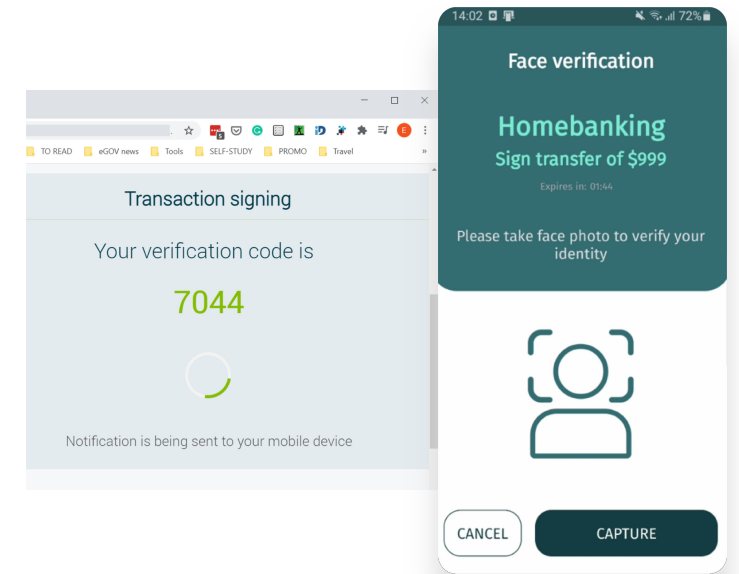 TO READ eGOV news Tools SELF-STUDY PROMO Travel »
Transaction signing
Your verification code is
7044
Notification is being sent to your mobile device
14:02 72%
Face verification
Homebanking
Sign transfer of $999
Expires in: 01:44
Please take face photo to verify your
identity
CANCEL CAPTURE